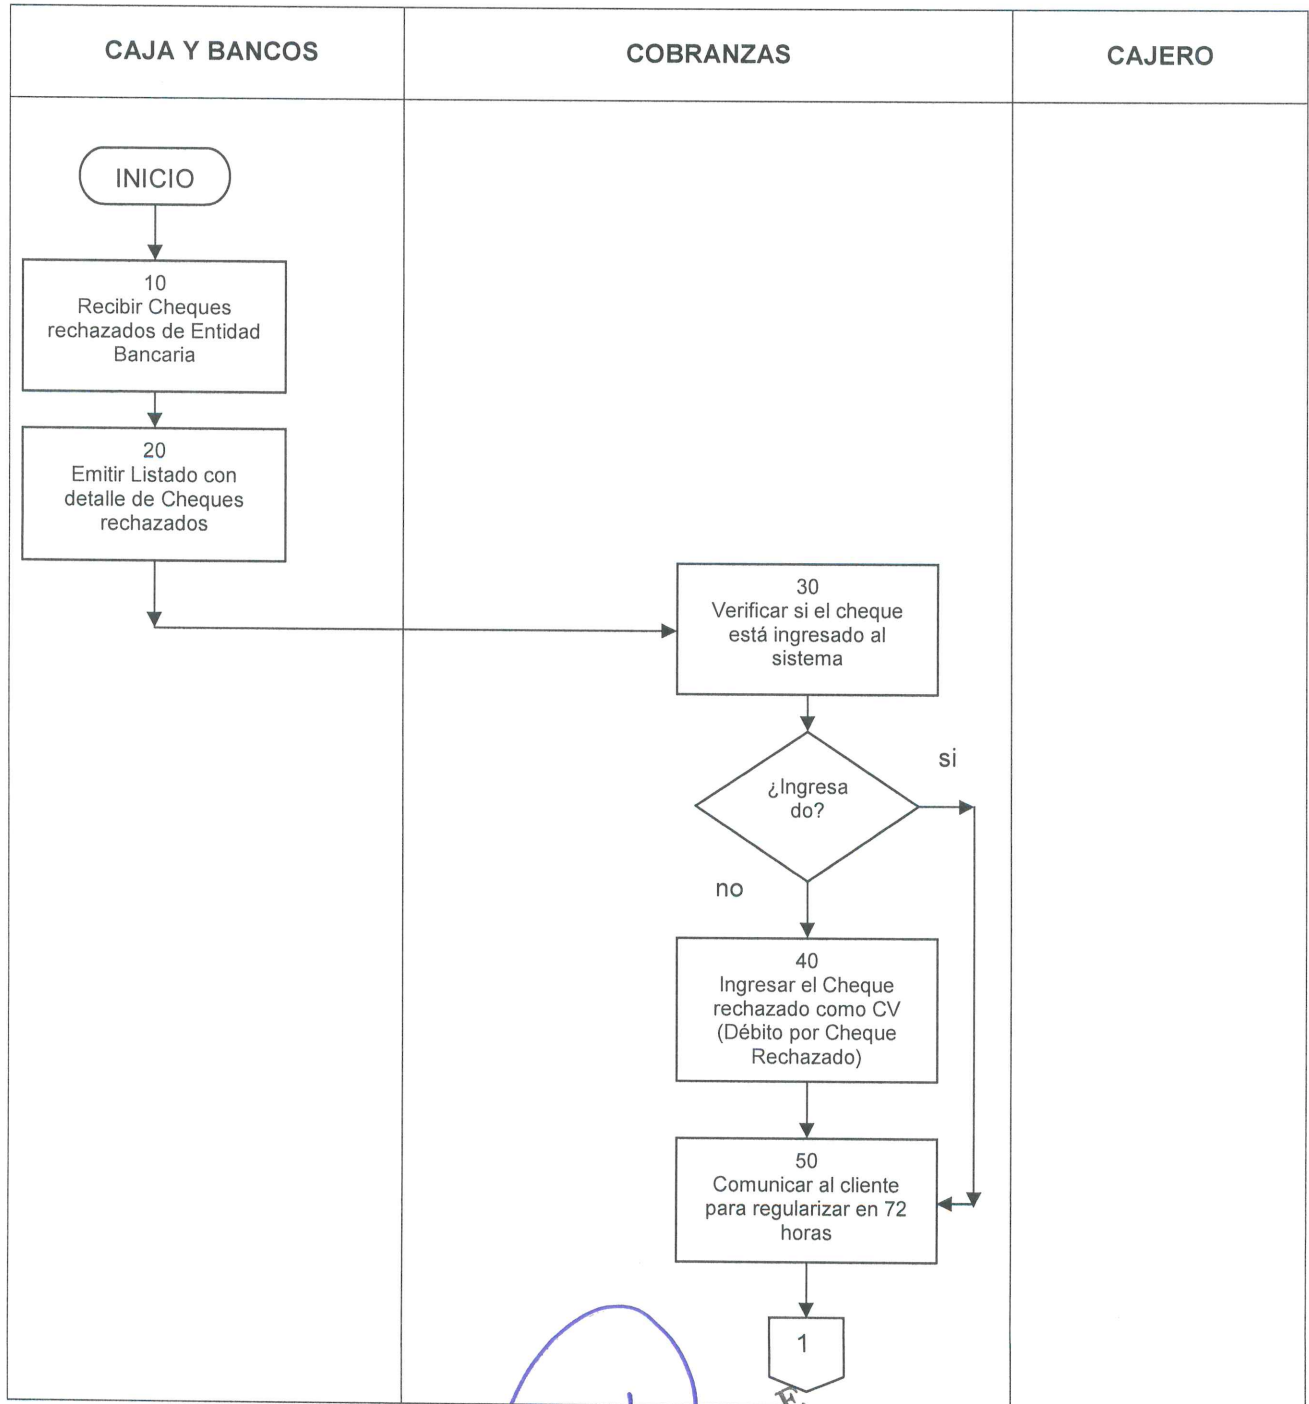 CAJA Y BANCOS
COBRANZAS
CAJERO
INICIO
10
Recibir Cheques
rechazados de Entidad
Bancaria
20
Emitir Listado con
detalle de Cheques
rechazados
30
Verificar si el cheque
está ingresado al
sistema
¿Ingresa
do?
si
no
40
Ingresar el Cheque
rechazado como CV
(Débito por Cheque
Rechazado)
50
Comunicar al cliente
para regularizar en 72
horas
1